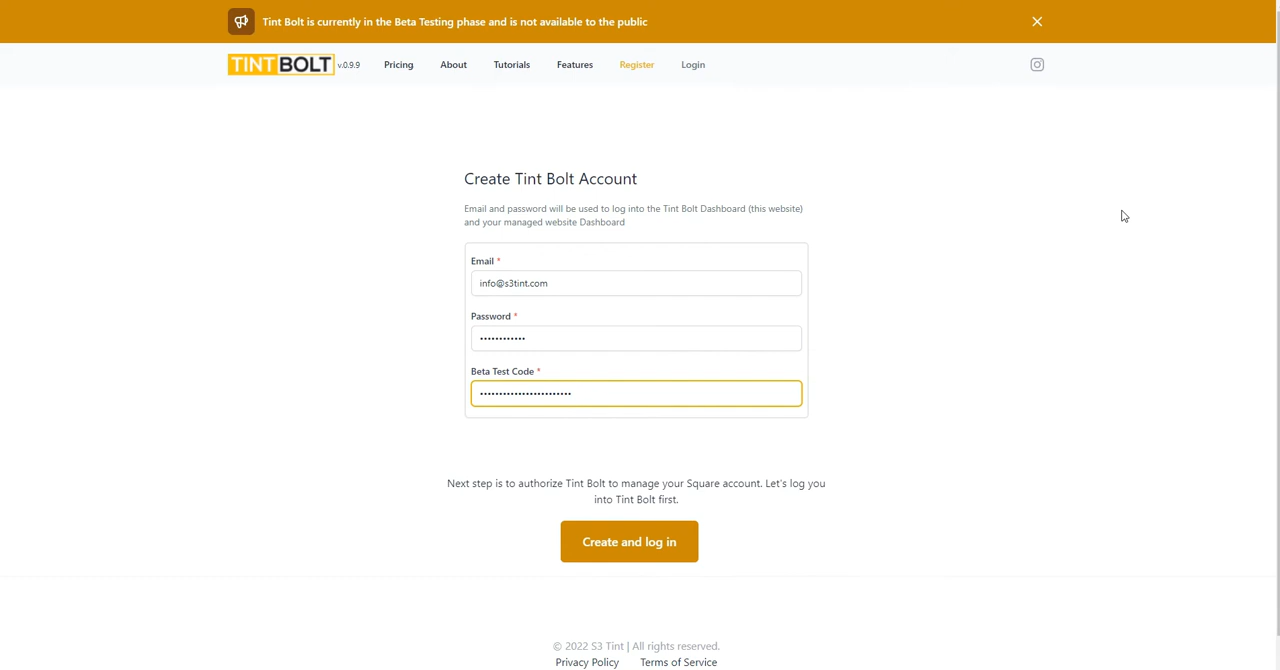 Tint Bolt is currently in the Beta Testing phase and is not available to the public
TINTBOLT v.0.9.9 Pricing About Tutorials Features Register Login
Create Tint Bolt Account
Email and password will be used to log into the Tint Bolt Dashboard (this website)
and your managed website Dashboard
Email *
info@s3tint.com
Password *
••••••••••••
Beta Test Code *
••••••••••••••••••••••••
Next step is to authorize Tint Bolt to manage your Square account. Let's log you
into Tint Bolt first.
Create and log in
© 2022 S3 Tint | All rights reserved.
Privacy Policy Terms of Service